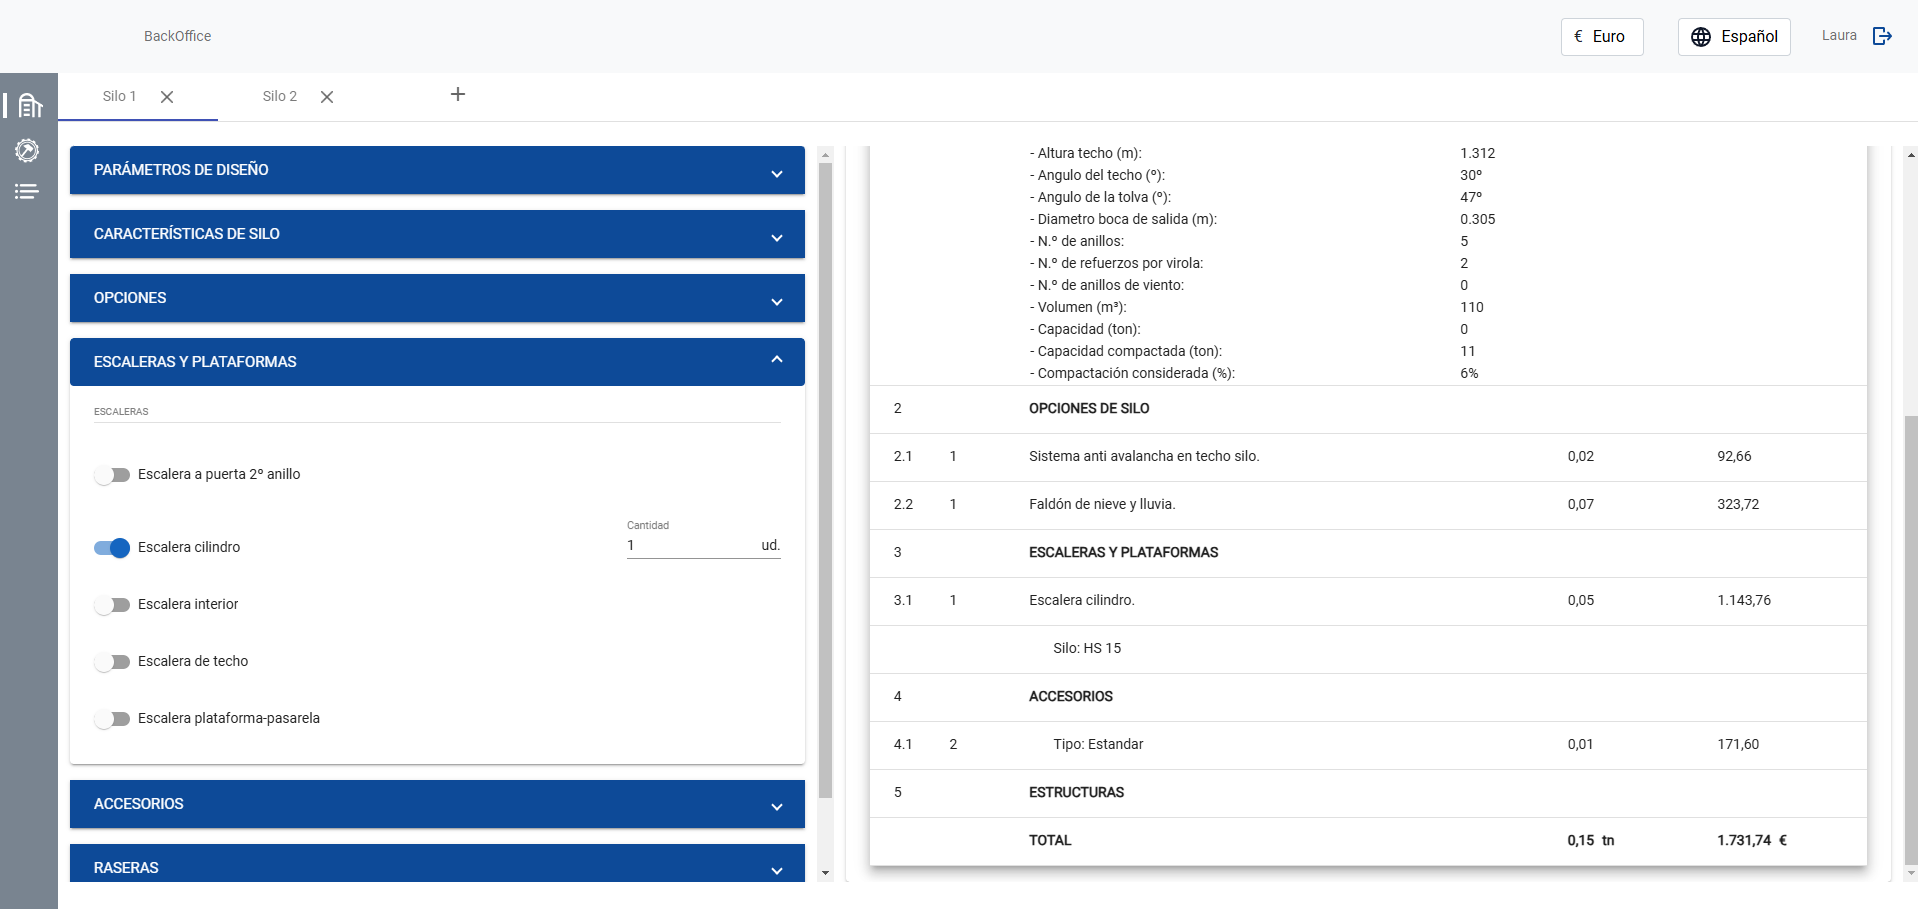 BackOffice
€ Euro
Español
Laura
Silo 1
Silo 2
PARÁMETROS DE DISEÑO
CARACTERÍSTICAS DE SILO
OPCIONES
ESCALERAS Y PLATAFORMAS
ESCALERAS
Escalera a puerta 2º anillo
Escalera cilindro
Cantidad
1 ud.
Escalera interior
Escalera de techo
Escalera plataforma-pasarela
ACCESORIOS
RASERAS
- Altura techo (m): 1.312
- Angulo del techo (º): 30º
- Angulo de la tolva (º): 47º
- Diametro boca de salida (m): 0.305
- N.º de anillos: 5
- N.º de refuerzos por virola: 2
- N.º de anillos de viento: 0
- Volumen (m³): 110
- Capacidad (ton): 0
- Capacidad compactada (ton): 11
- Compactación considerada (%): 6%
2 OPCIONES DE SILO
2.1 1 Sistema anti avalancha en techo silo. 0,02 92,66
2.2 1 Faldón de nieve y lluvia. 0,07 323,72
3 ESCALERAS Y PLATAFORMAS
3.1 1 Escalera cilindro. 0,05 1.143,76
Silo: HS 15
4 ACCESORIOS
4.1 2 Tipo: Estandar 0,01 171,60
5 ESTRUCTURAS
TOTAL 0,15 tn 1.731,74 €